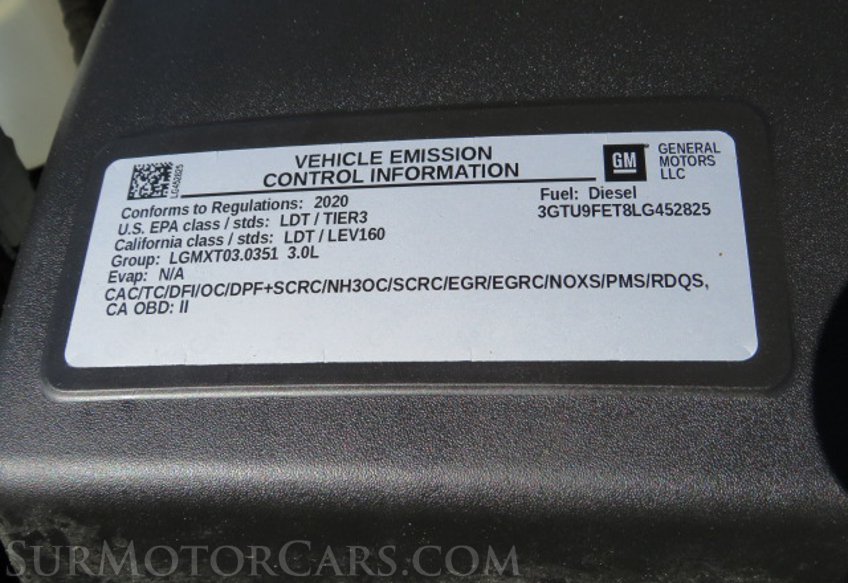 VEHICLE EMISSION
CONTROL INFORMATION
GM
GENERAL
MOTORS
LLC
LG452825
Conforms to Regulations: 2020
U.S. EPA class / stds: LDT / TIER3
California class / stds: LDT / LEV160
Group: LGMXT03.0351 3.0L
Evap: N/A
Fuel: Diesel
3GTU9FET8LG452825
CAC/TC/DFI/OC/DPF+SCRC/NH3OC/SCRC/EGR/EGRC/NOXS/PMS/RDQS,
CA OBD: II
SurMotorCars.com